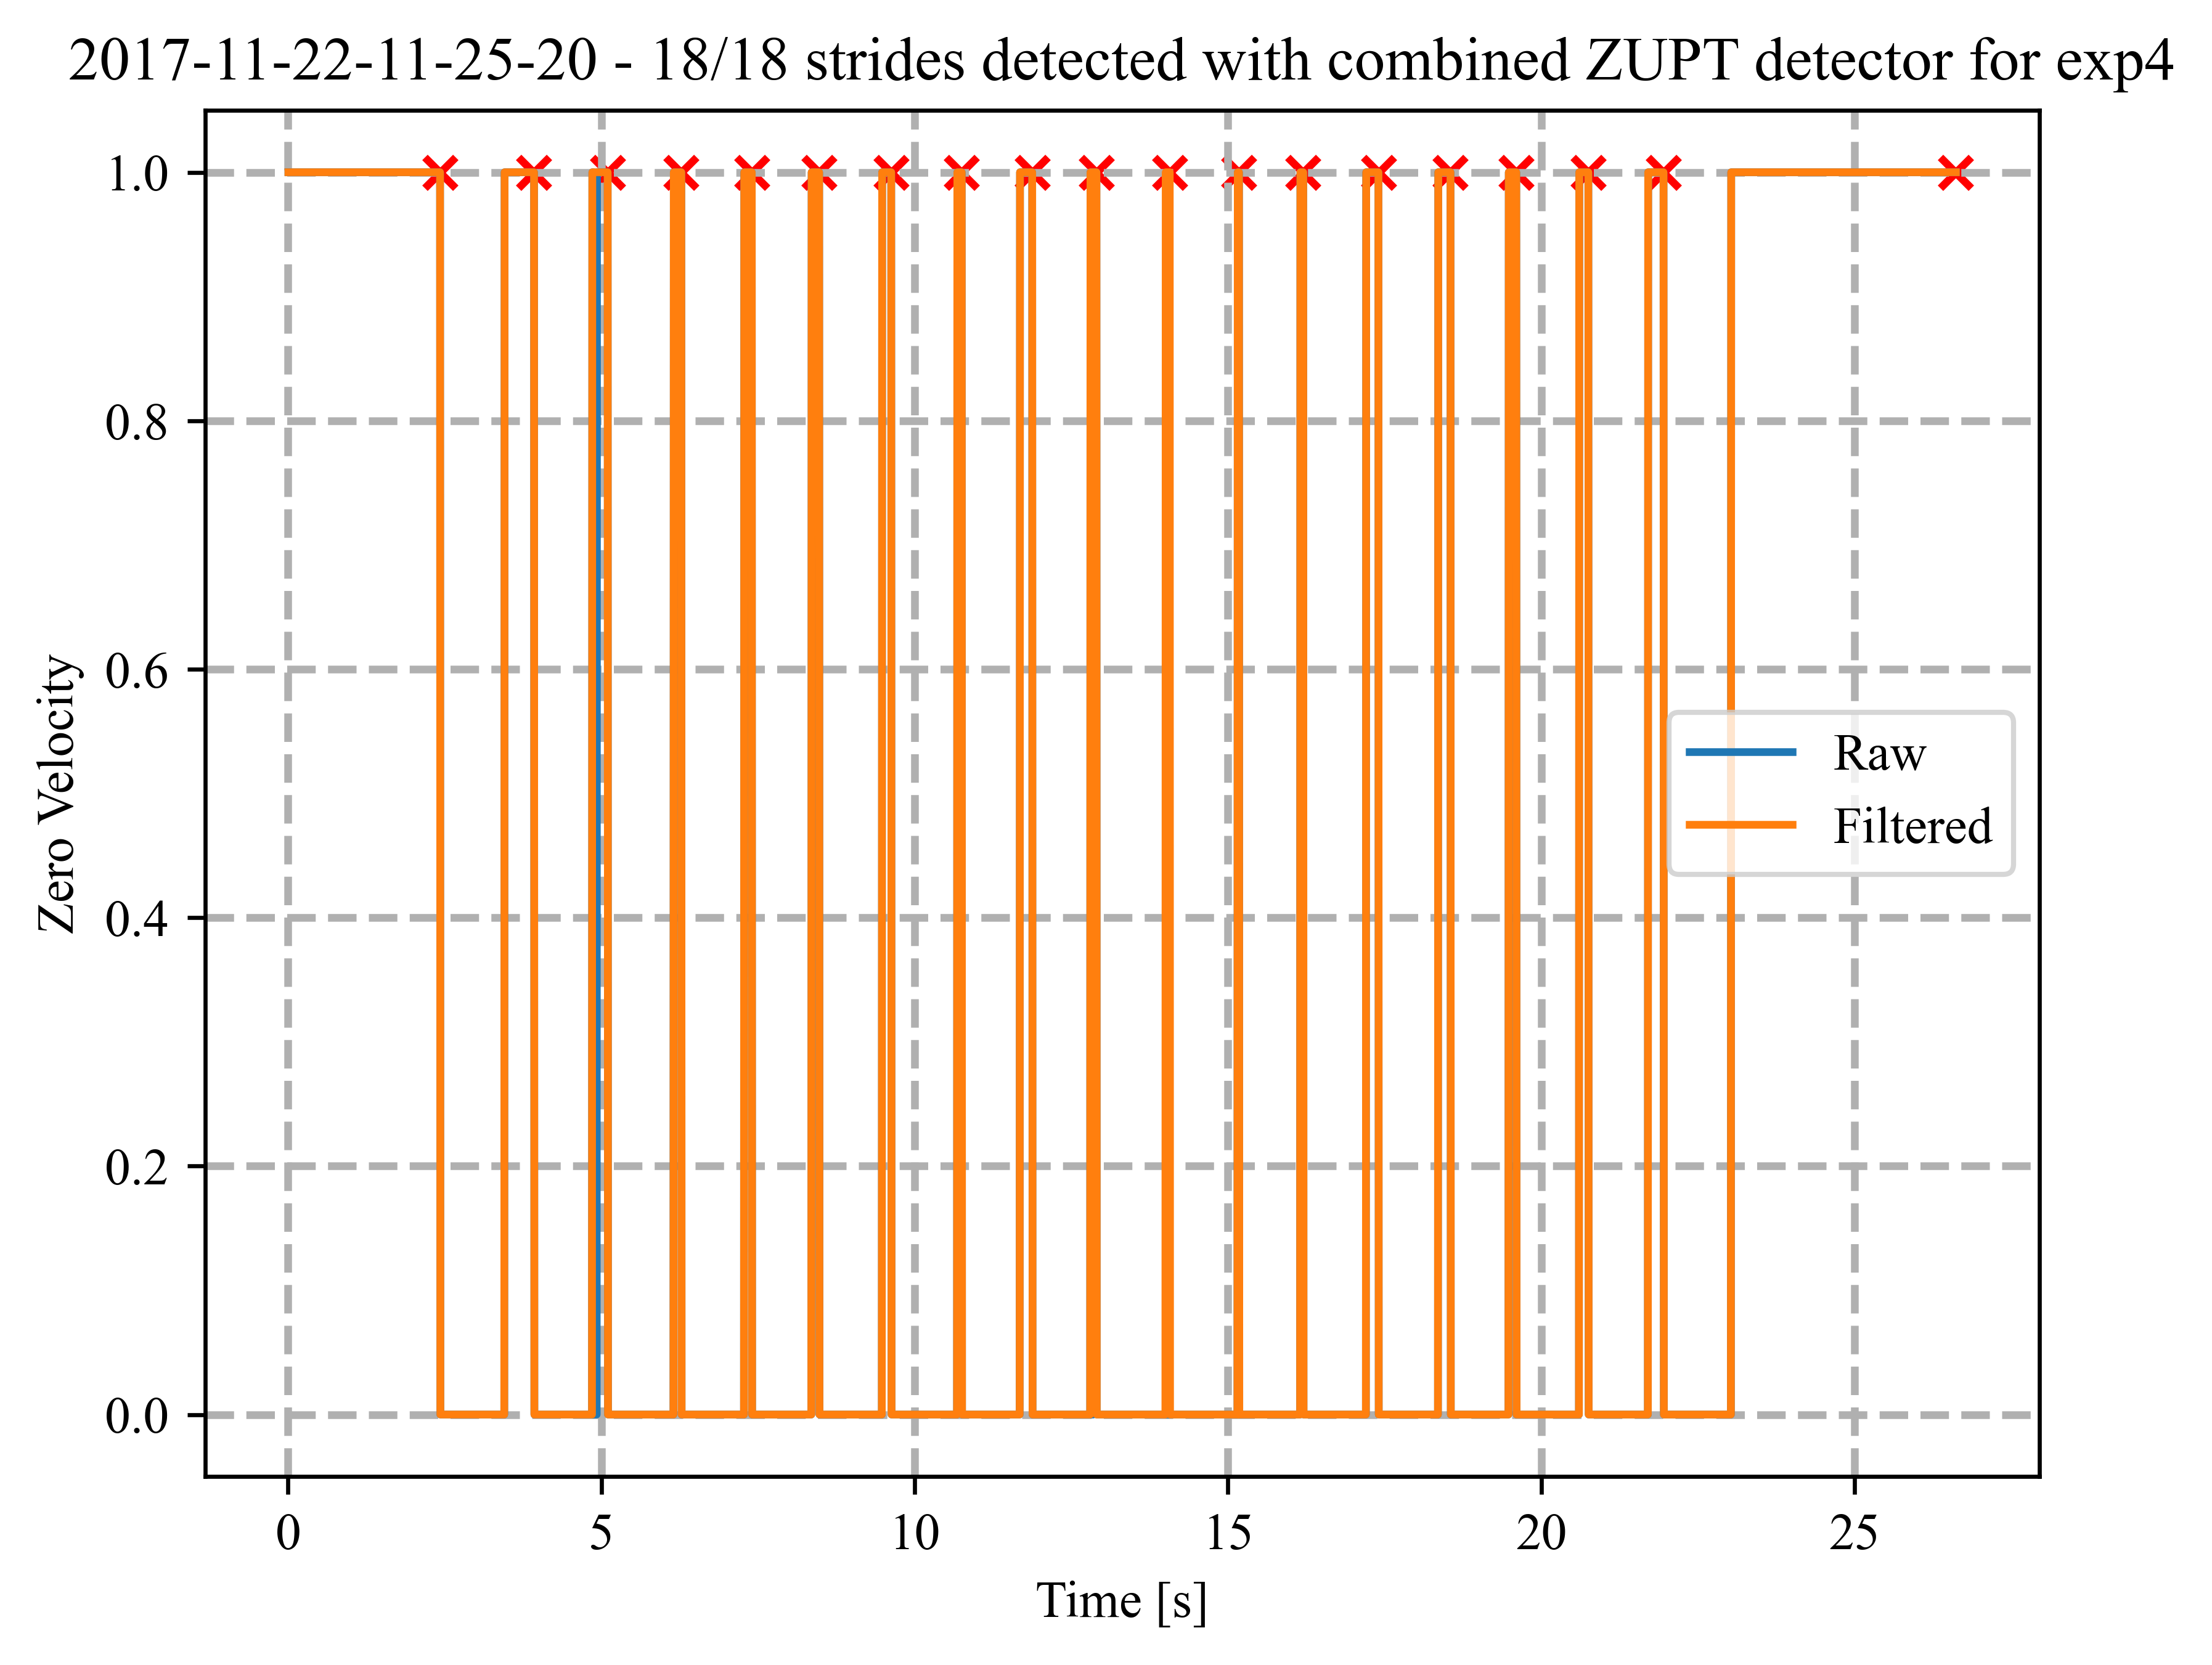 2017-11-22-11-25-20 - 18/18 strides detected with combined ZUPT detector for exp4
1.0
0.8
0.6
0.4
0.2
0.0
Zero Velocity
Raw
Filtered
0 5 10 15 20 25
Time [s]